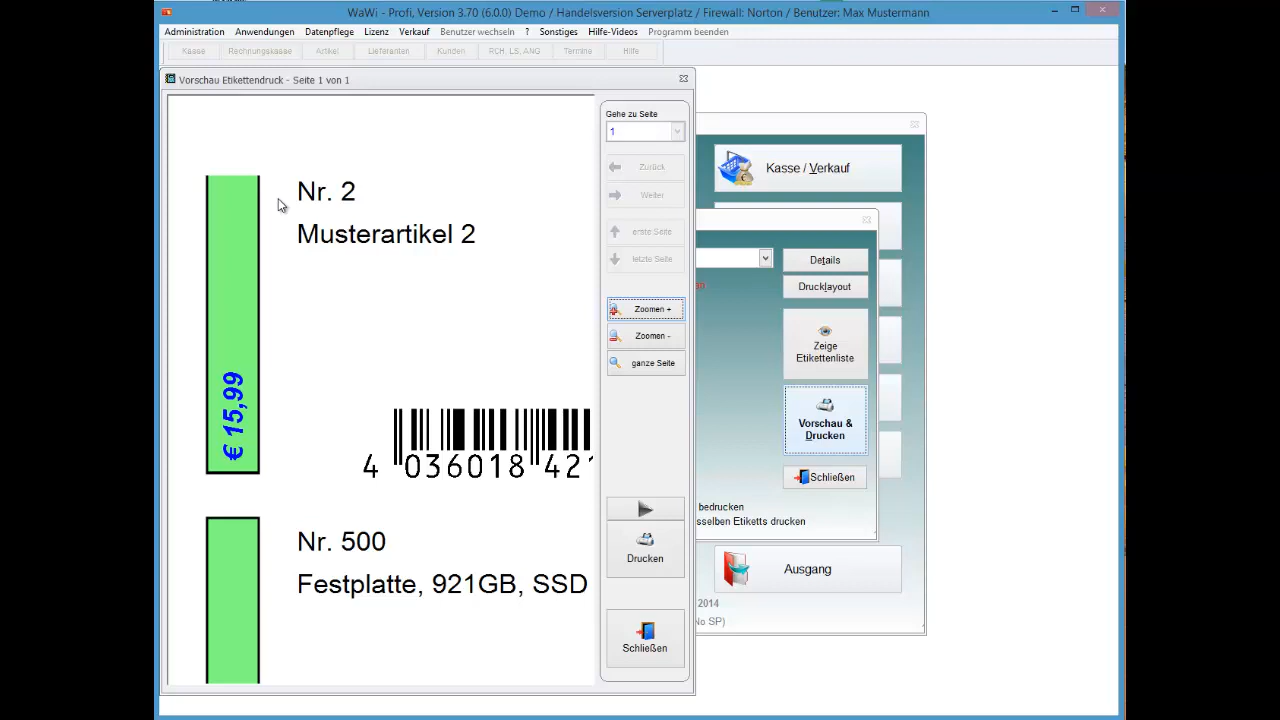 WaWi - Profi, Version 3.70 (6.0.0) Demo / Handelsversion Serverplatz / Firewall: Norton / Benutzer: Max Mustermann
Administration Anwendungen Datenpflege Lizenz Verkauf Benutzer wechseln ? Sonstiges Hilfe-Videos Programm beenden
Kasse Rechnungskasse Artikel Lieferanten Kunden RCH, LS, ANG Termine Hilfe
Vorschau Etikettendruck - Seite 1 von 1
Gehe zu Seite
1
Zurück
Weiter
erste Seite
letzte Seite
Zoomen +
Zoomen -
ganze Seite
Drucken
Schließen
Nr. 2
Musterartikel 2
€ 15,99
4 036018 421
Nr. 500
Festplatte, 921GB, SSD
Kasse / Verkauf
Details
Drucklayout
Zeige
Etikettenliste
Vorschau &
Drucken
Schließen
bedrucken
sselben Etiketts drucken
Ausgang
2014
No SP)